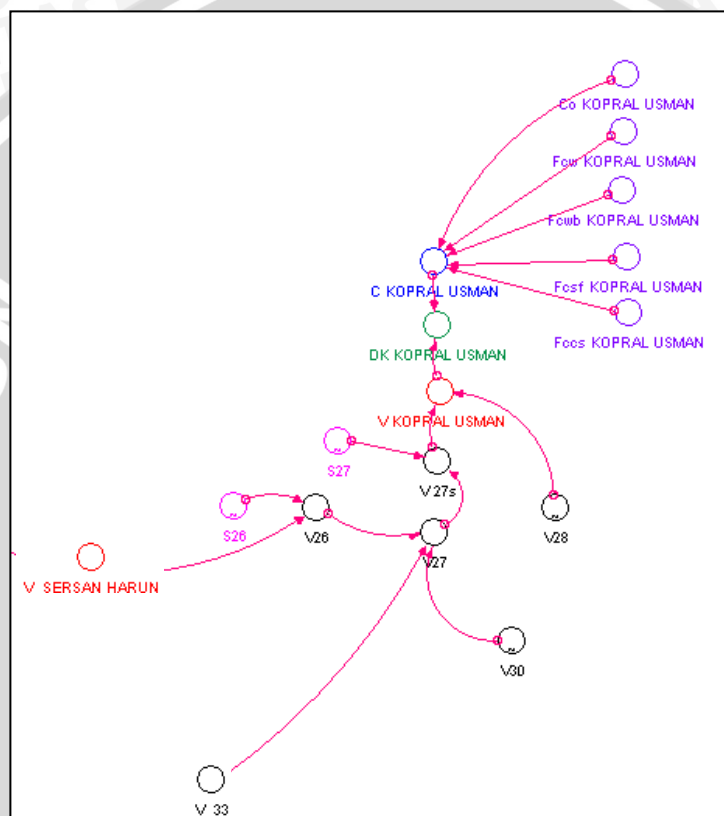 Co KOPRAL USMAN
Fcw KOPRAL USMAN
Fcwb KOPRAL USMAN
C KOPRAL USMAN
Fcsf KOPRAL USMAN
DK KOPRAL USMAN
Fccs KOPRAL USMAN
V KOPRAL USMAN
S27
V 27s
S26
V26
V27
V28
V SERSAN HARUN
V30
V 33